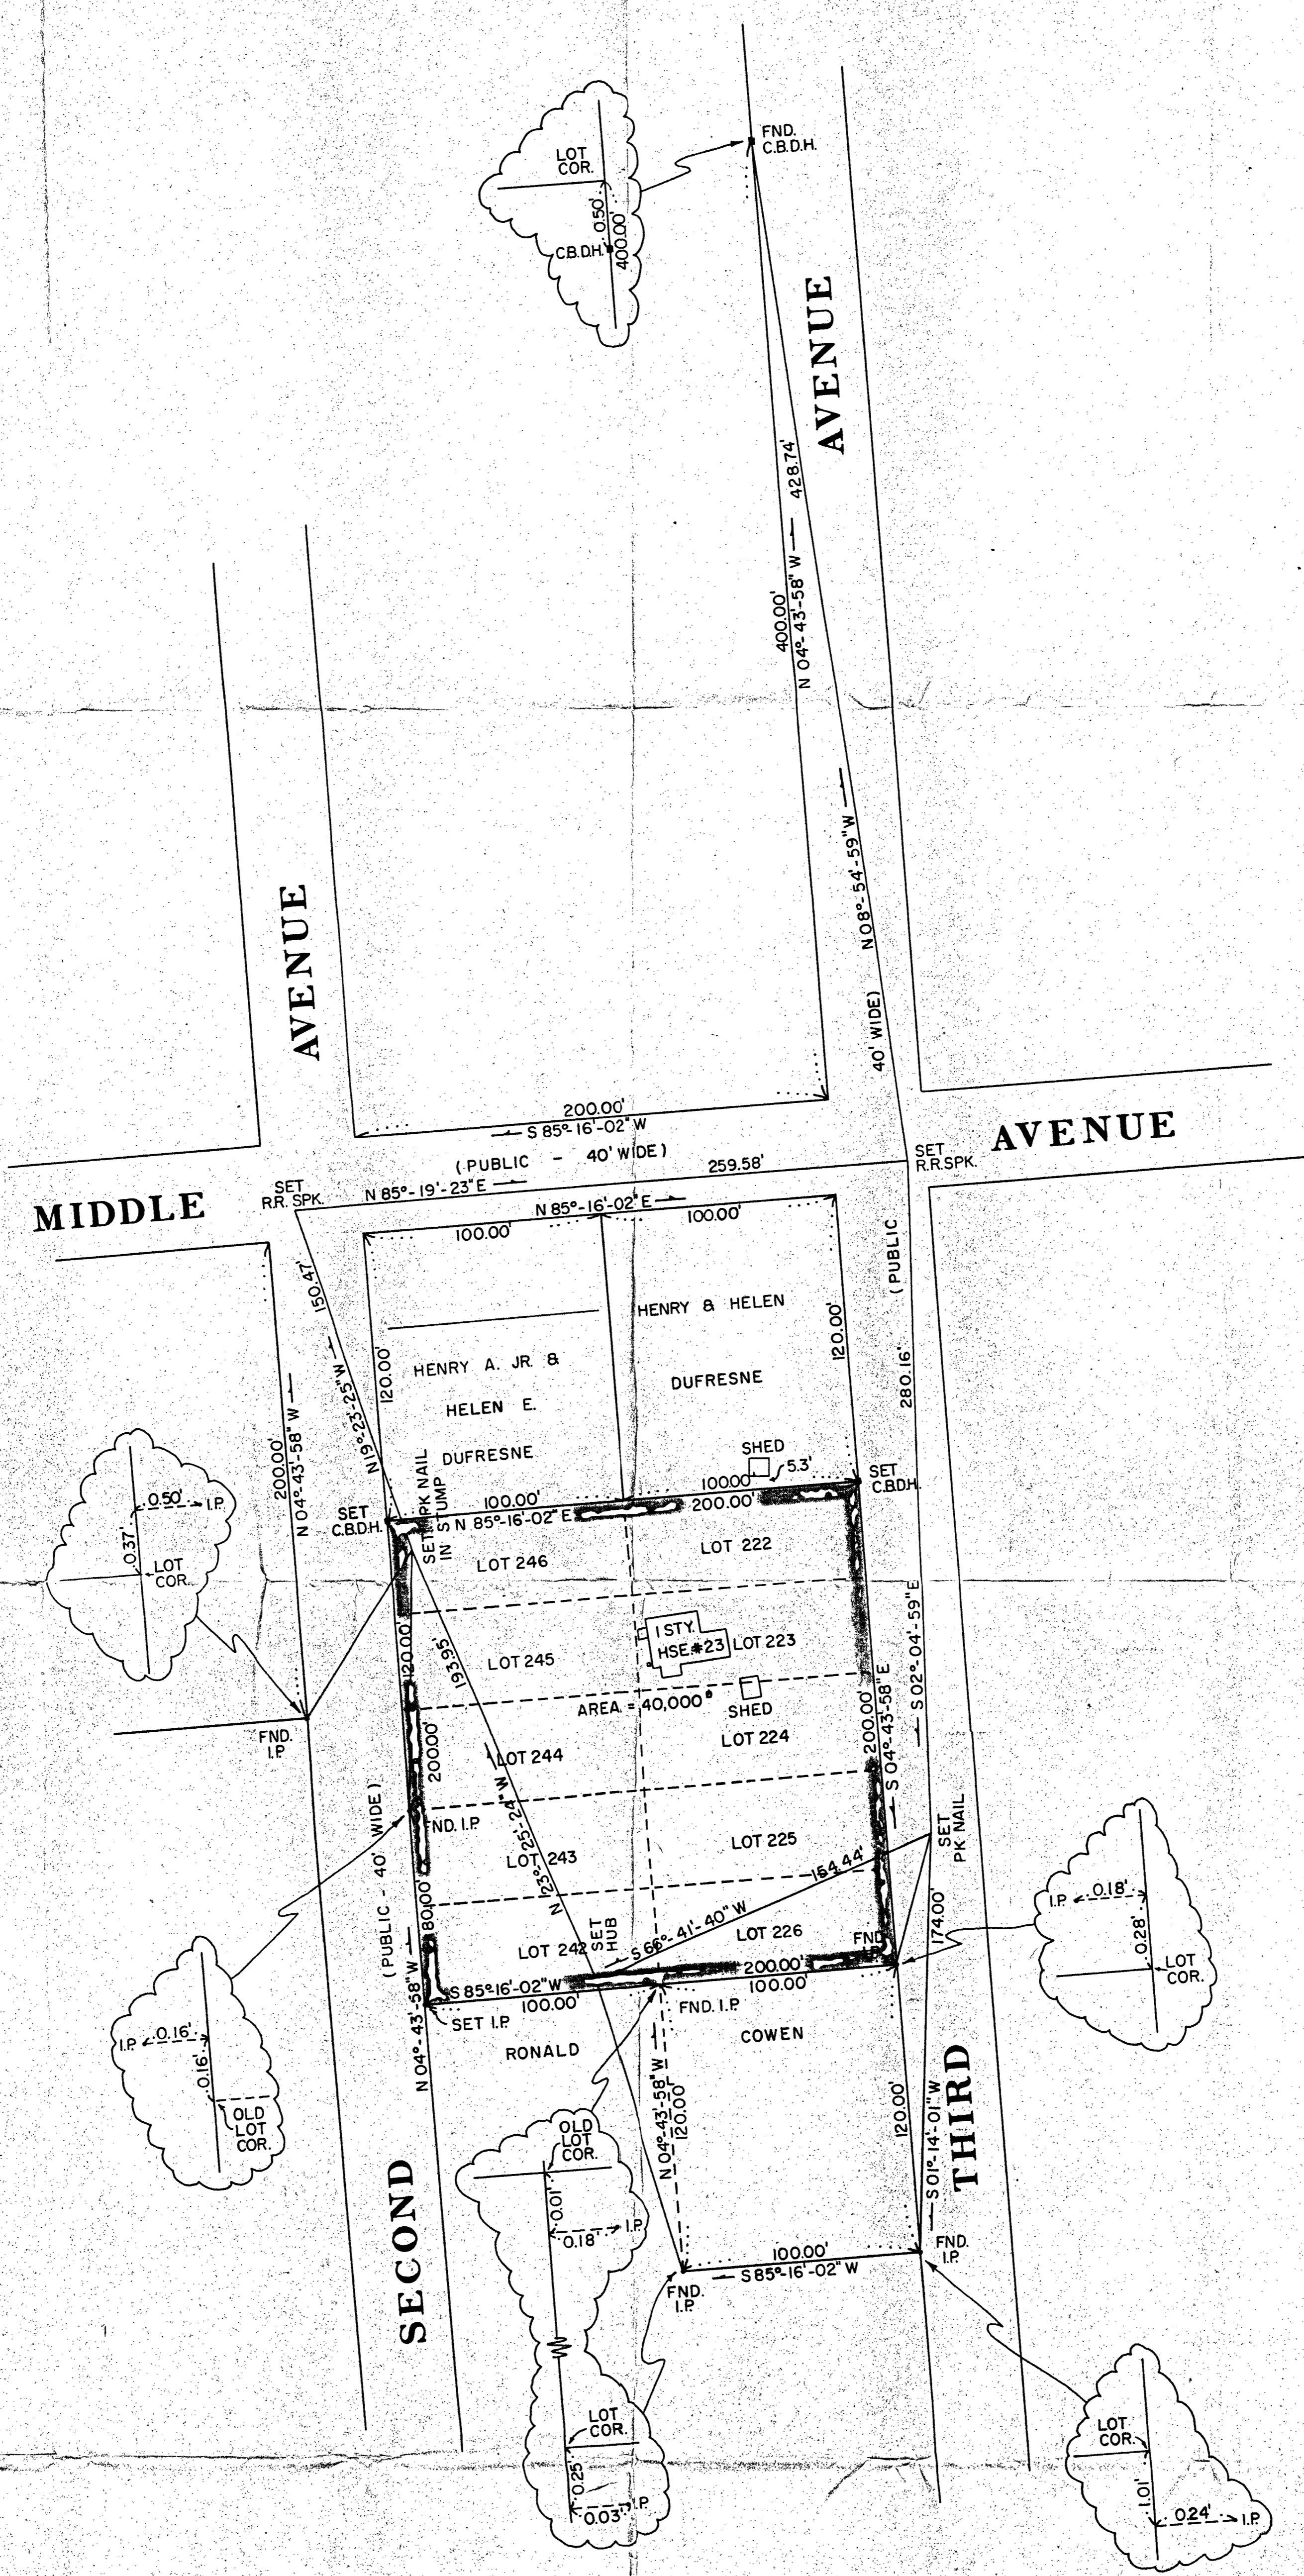 FND.
C.B.D.H.
LOT
COR.
0.50'
400.00'
C.B.D.H.
AVENUE
428.74'
400.00'
N 04°-43'-58" W
N 08°-54'-59" W
40' WIDE)
AVENUE
200.00'
S 85°-16'-02" W
(PUBLIC - 40' WIDE)
259.58'
AVENUE
SET
R.R.SPK.
SET
R.R. SPK.
N 85°-19'-23" E
MIDDLE
N 85°-16'-02" E
100.00'
100.00'
(PUBLIC
150.47'
N 19°-23'-25" W
120.00'
HENRY & HELEN
DUFRESNE
120.00'
HENRY A. JR. &
HELEN E.
DUFRESNE
280.16'
200.00'
N 04°-43'-58" W
SHED
5.3'
SET PK NAIL
IN STUMP
SET
C.B.D.H.
SET
C.B.D.H.
100.00'
100.00'
N 85°-16'-02" E
200.00'
0.50'
I.P.
0.37'
LOT
COR.
LOT 246
LOT 222
1 STY.
HSE.#23
LOT 223
LOT 245
120.00'
193.95'
S 02°-04'-59" E
AREA = 40,000
SHED
FND.
I.P.
200.00'
200.00'
S 04°-43'-58" E
LOT 244
LOT 224
N 23°-25'-24" W
(PUBLIC - 40' WIDE)
FND. I.P.
LOT 225
LOT 243
164.44'
SET
PK NAIL
80.00'
SET
HUB
S 66°-41'-40" W
LOT 226
LOT 242
FND.
I.P.
174.00'
I.P.
0.18'
0.28'
LOT
COR.
S 85°-16'-02" W
200.00'
100.00'
100.00'
SET I.P.
FND. I.P.
N 04°-43'-58" W
RONALD
COWEN
I.P.
0.16'
0.16'
OLD
LOT
COR.
N 04°-43'-58" W
120.00'
120.00'
S 01°-14'-01" W
THIRD
OLD
LOT
COR.
0.01'
I.P.
0.18'
SECOND
100.00'
S 85°-16'-02" W
FND.
I.P.
FND.
I.P.
LOT
COR.
0.25'
I.P.
0.03'
LOT
COR.
1.01'
0.24'
I.P.